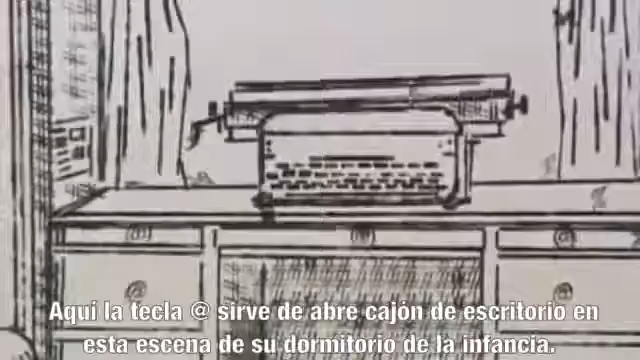 @ @ @
@ @
Aquí la tecla @ sirve de abre cajón de escritorio en
esta escena de su dormitorio de la infancia.